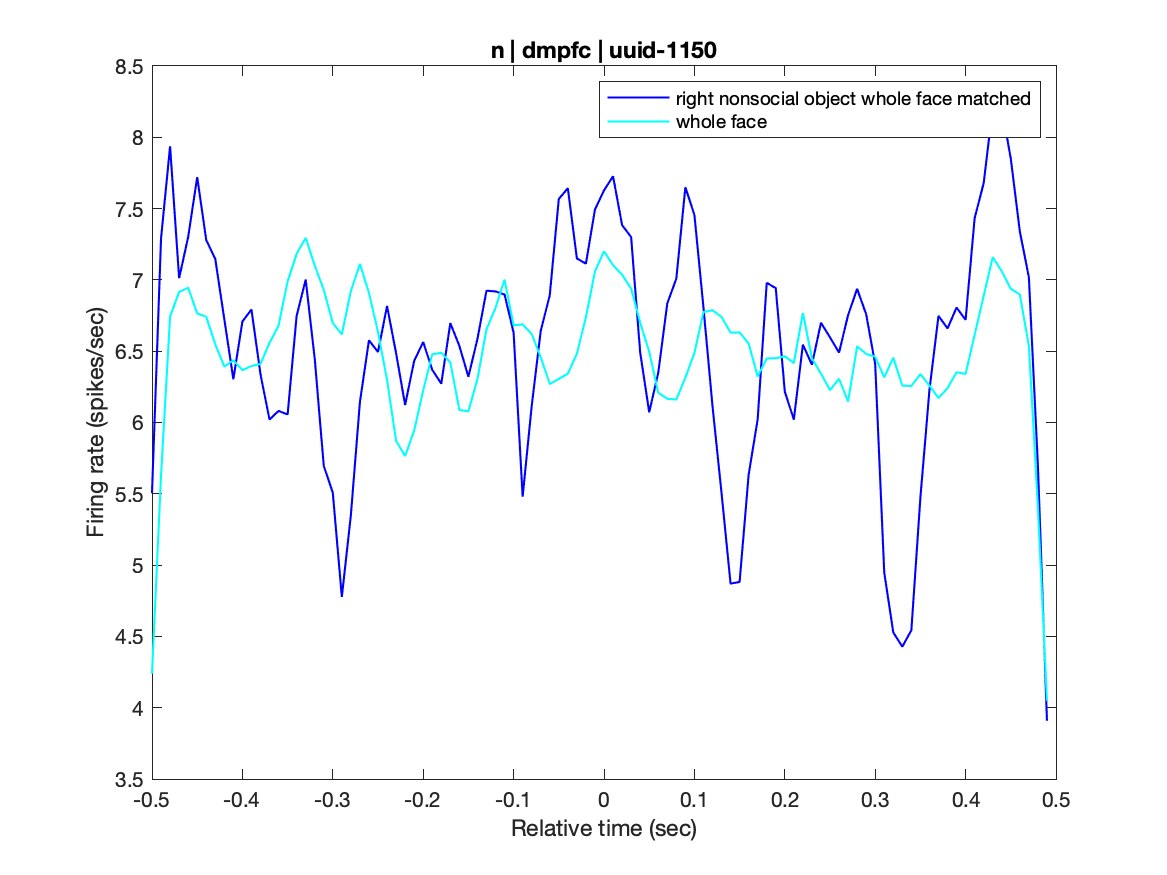 n | dmpfc | uuid-1150
right nonsocial object whole face matched
whole face
8.5
8
7.5
7
6.5
6
5.5
5
4.5
4
3.5
Firing rate (spikes/sec)
-0.5 -0.4 -0.3 -0.2 -0.1 0 0.1 0.2 0.3 0.4 0.5
Relative time (sec)